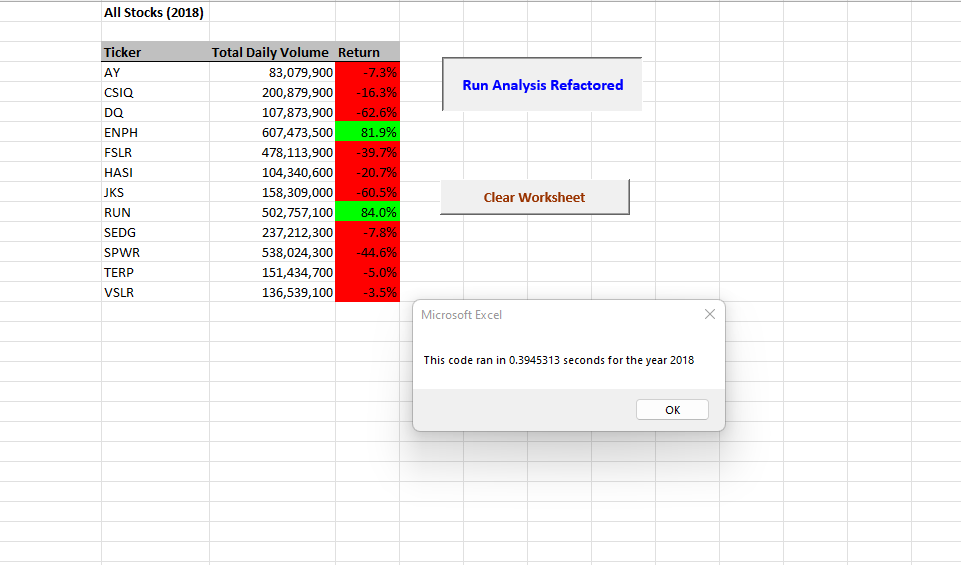 All Stocks (2018)
Ticker Total Daily Volume Return
AY 83,079,900 -7.3%
CSIQ 200,879,900 -16.3%
DQ 107,873,900 -62.6%
ENPH 607,473,500 81.9%
FSLR 478,113,900 -39.7%
HASI 104,340,600 -20.7%
JKS 158,309,000 -60.5%
RUN 502,757,100 84.0%
SEDG 237,212,300 -7.8%
SPWR 538,024,300 -44.6%
TERP 151,434,700 -5.0%
VSLR 136,539,100 -3.5%
Run Analysis Refactored
Clear Worksheet
Microsoft Excel
This code ran in 0.3945313 seconds for the year 2018
OK